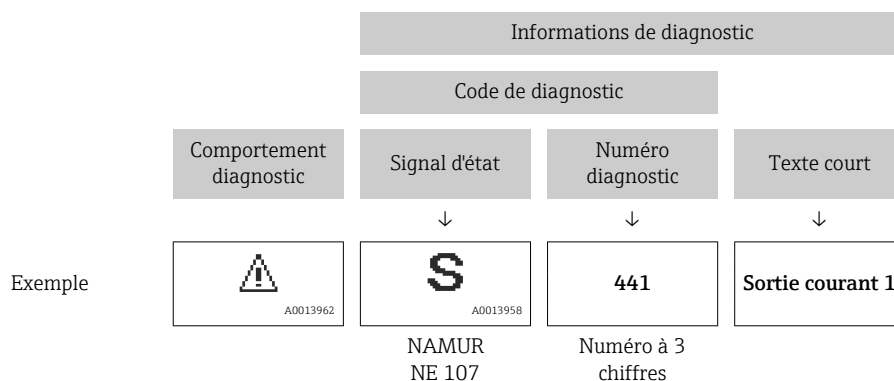 Informations de diagnostic
Code de diagnostic
Comportement
diagnostic
Signal d'état
Numéro
diagnostic
Texte court
↓ ↓ ↓
Exemple
A0013962
S
A0013958
441
Sortie courant 1
NAMUR
NE 107
Numéro à 3
chiffres